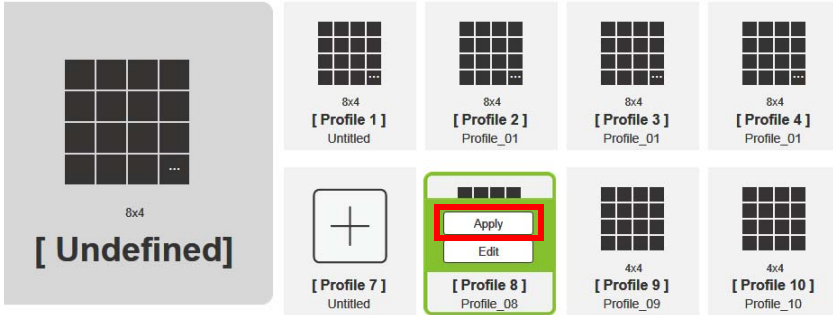 8x4
[ Undefined]
8x4
[ Profile 1 ]
Untitled
8x4
[ Profile 2 ]
Profile_01
8x4
[ Profile 3 ]
Profile_01
8x4
[ Profile 4 ]
Profile_01
[ Profile 7 ]
Untitled
Apply
Edit
[ Profile 8 ]
Profile_08
4x4
[ Profile 9 ]
Profile_09
4x4
[ Profile 10 ]
Profile_10